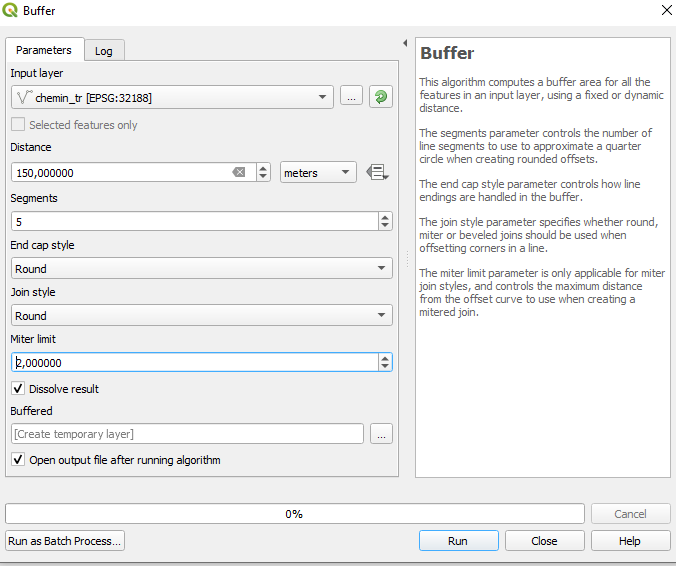 Buffer
Parameters
Log
Input layer
chemin_tr [EPSG:32188]
...
Selected features only
Distance
150,000000
meters
Segments
5
End cap style
Round
Join style
Round
Miter limit
2,000000
Dissolve result
Buffered
[Create temporary layer]
...
Open output file after running algorithm
Buffer
This algorithm computes a buffer area for all the
features in an input layer, using a fixed or dynamic
distance.
The segments parameter controls the number of
line segments to use to approximate a quarter
circle when creating rounded offsets.
The end cap style parameter controls how line
endings are handled in the buffer.
The join style parameter specifies whether round,
miter or beveled joins should be used when
offsetting corners in a line.
The miter limit parameter is only applicable for miter
join styles, and controls the maximum distance
from the offset curve to use when creating a
mitered join.
0%
Cancel
Run as Batch Process...
Run
Close
Help